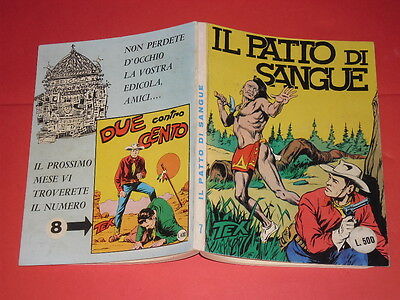 NON PERDETE
D'OCCHIO
LA VOSTRA
EDICOLA,
AMICI....
DUE contro
CENTO
IL PROSSIMO
MESE VI
TROVERETE
IL NUMERO
8
TEX
IL PATTO DI SANGUE
7
IL PATTO DI
SANGUE
TEX
L. 500